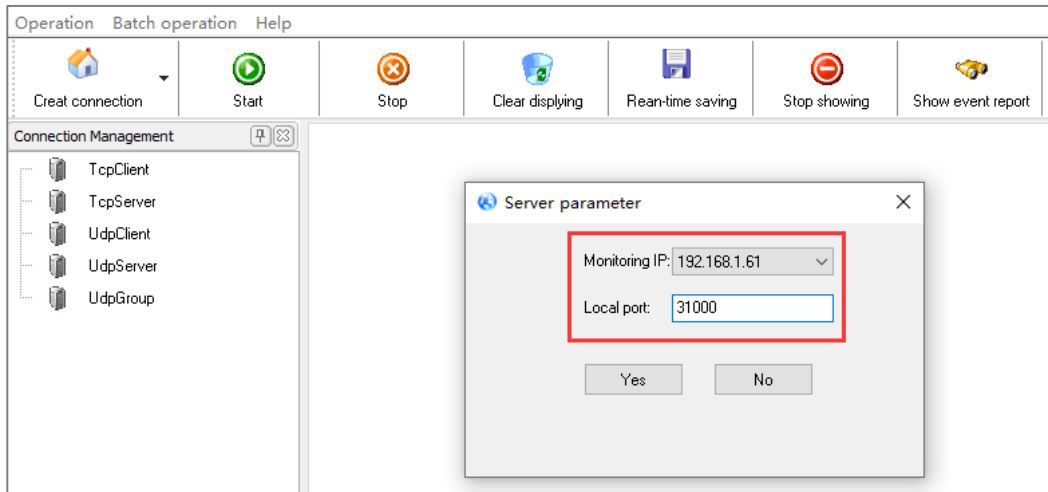 Operation Batch operation Help
Creat connection Start Stop Clear displying Rean-time saving Stop showing Show event report
Connection Management
TcpClient
TcpServer
UdpClient
UdpServer
UdpGroup
Server parameter
Monitoring IP: 192.168.1.61
Local port: 31000
Yes No